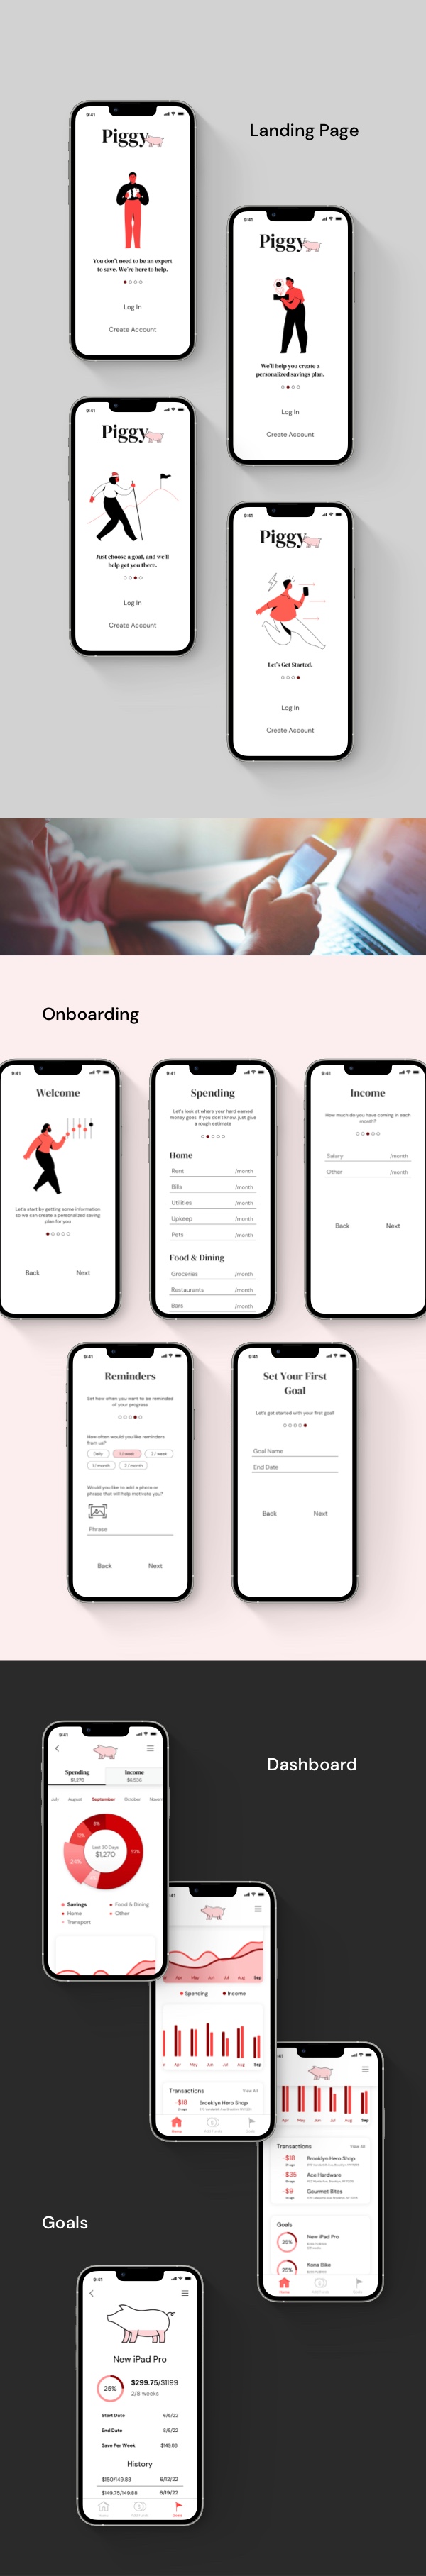 Landing Page
9:41
Piggy
You don't need to be an expert
to save. We're here to help.
Log In
Create Account
9:41
Piggy
We'll help you create a
personalized savings plan.
Log In
Create Account
9:41
Piggy
Just choose a goal, and we'll
help get you there.
Log In
Create Account
9:41
Piggy
Let's Get Started.
Log In
Create Account
Onboarding
9:41
Welcome
Let's start by getting some information
so we can create a personalized saving
plan for you
Back Next
9:41
Spending
Let's look at where your hard earned
money goes. If you don't know, just give
a rough estimate
Home
Rent /month
Bills /month
Utilities /month
Upkeep /month
Pets /month
Food & Dining
Groceries /month
Restaurants /month
Bars /month
9:41
Income
How much do you have coming in each
month?
Salary /month
Other /month
Back Next
9:41
Reminders
Set how often you want to be reminded
of your progress
How often would you like reminders
from us?
Daily 1 / week 2 / week
1 / month 2 / month
Would you like to add a photo or
phrase that will help motivate you?
Phrase
Back Next
9:41
Set Your First
Goal
Let's get started with your first goal!
Goal Name
End Date
Back Next
Dashboard
9:41
Spending Income
$1,270
July August September October Novem
8%
Last 30 Days
$1,270
24%
Savings Food & Dining
Home Other
Transport
:41
Apr May Jun Jul Aug Sep
Spending Income
Apr May Jun Jul Aug Sep
Transactions View All
-$18 Brooklyn Hero Shop
Home
:41
Apr May Jun Jul Aug Sep
Transactions View All
-$18 Brooklyn Hero Shop
-$35 Ace Hardware
-$9 Gourmet Bites
Goals
25% New iPad Pro
25% Kona Bike
Home
Goals
9:41
New iPad Pro
25% $299.75/$1199
2/8 weeks
Start Date 6/5/22
End Date 8/5/22
Save Per Week $149.88
History
$150/149.88 6/12/22
$149.75/149.88 6/19/22
Goals